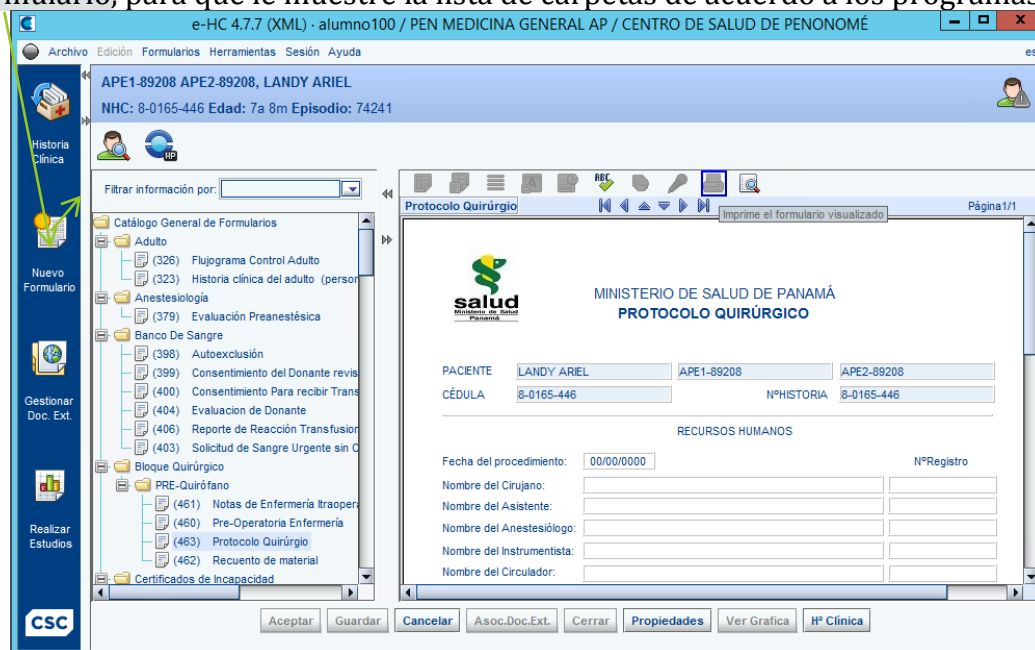 mulario, para que le muestre la lista de carpetas de acuerdo a los programas
e-HC 4.7.7 (XML) · alumno100 / PEN MEDICINA GENERAL AP / CENTRO DE SALUD DE PENONOMÉ
Archivo Edición Formularios Herramientas Sesión Ayuda
es
APE1-89208 APE2-89208, LANDY ARIEL
NHC: 8-0165-446 Edad: 7a 8m Episodio: 74241
Historia
Clínica
HP
Nuevo
Formulario
Gestionar
Doc. Ext.
Realizar
Estudios
CSC
Filtrar información por:
Catálogo General de Formularios
Adulto
(326) Flujograma Control Adulto
(323) Historia clínica del adulto (person
Anestesiología
(379) Evaluación Preanestésica
Banco De Sangre
(398) Autoexclusión
(399) Consentimiento del Donante revis
(400) Consentimiento Para recibir Trans
(404) Evaluacion de Donante
(406) Reporte de Reacción Transfusion
(403) Solicitud de Sangre Urgente sin C
Bloque Quirúrgico
PRE-Quirófano
(461) Notas de Enfermería Itraopera
(460) Pre-Operatoria Enfermería
(463) Protocolo Quirúrgio
(462) Recuento de material
Certificados de Incapacidad
ABC
Protocolo Quirúrgio
Imprime el formulario visualizado
Página1/1
salud
Ministerio de Salud
Panamá
MINISTERIO DE SALUD DE PANAMÁ
PROTOCOLO QUIRÚRGICO
PACIENTE LANDY ARIEL APE1-89208 APE2-89208
CÉDULA 8-0165-446 NºHISTORIA 8-0165-446
RECURSOS HUMANOS
Fecha del procedimiento: 00/00/0000 NºRegistro
Nombre del Cirujano:
Nombre del Asistente:
Nombre del Anestesiólogo:
Nombre del Instrumentista:
Nombre del Circulador:
Aceptar Guardar Cancelar Asoc.Doc.Ext. Cerrar Propiedades Ver Grafica Hª Clínica